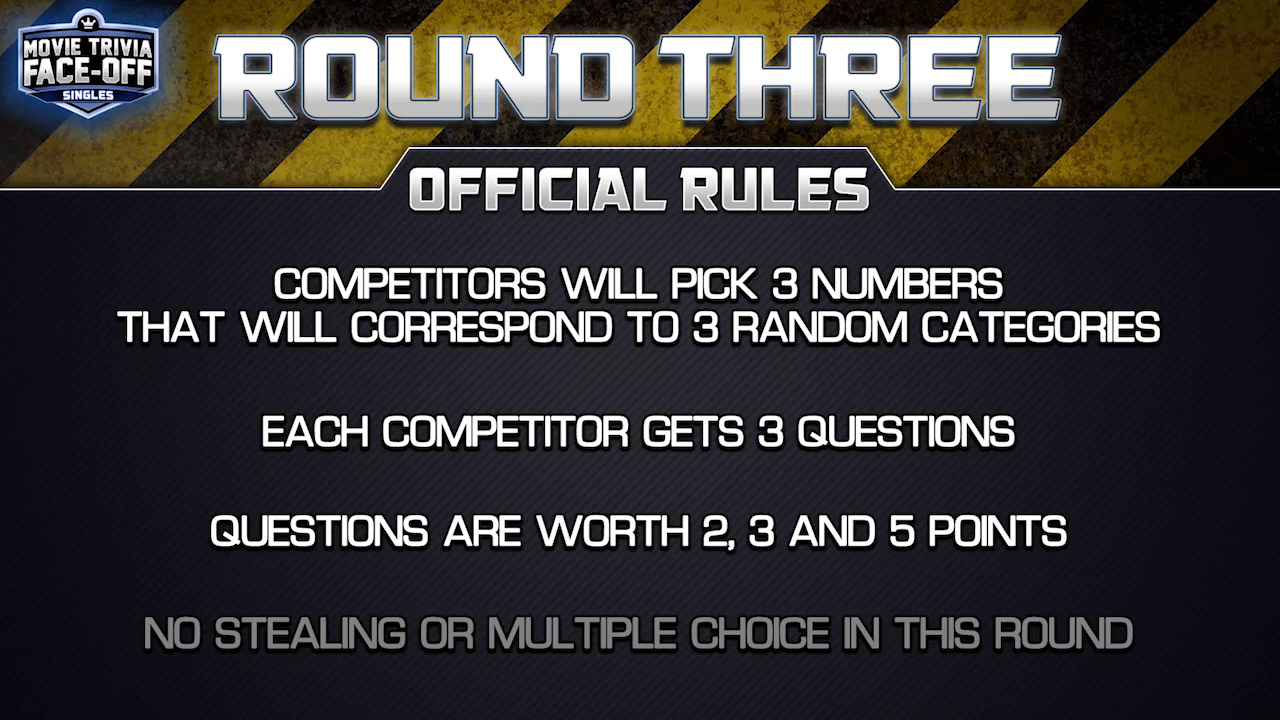 MOVIE TRIVIA
FACE-OFF
SINGLES
ROUND THREE
OFFICIAL RULES
COMPETITORS WILL PICK 3 NUMBERS
THAT WILL CORRESPOND TO 3 RANDOM CATEGORIES
EACH COMPETITOR GETS 3 QUESTIONS
QUESTIONS ARE WORTH 2, 3 AND 5 POINTS
NO STEALING OR MULTIPLE CHOICE IN THIS ROUND